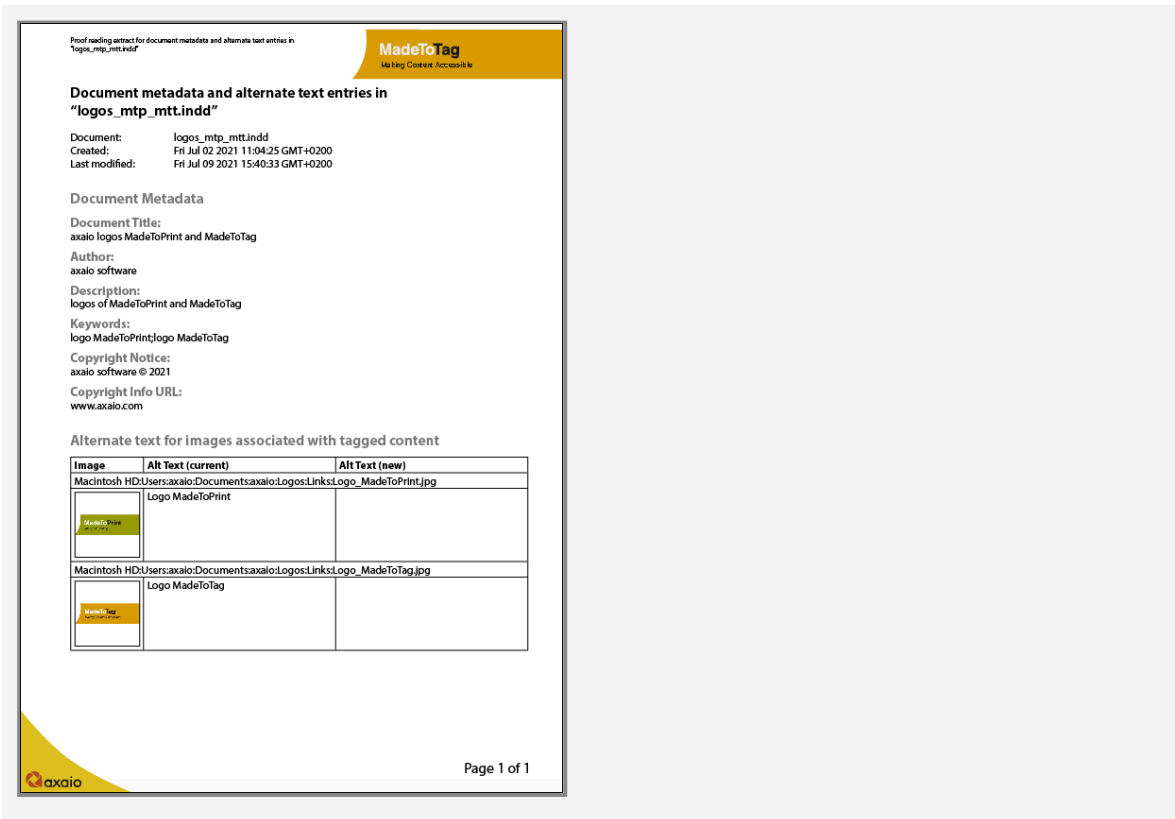 Proof reading extract for document metadata and alternate text entries in
"logos_mtp_mtt.indd"
MadeToTag
Making Content Accessible
Document metadata and alternate text entries in
“logos_mtp_mtt.indd”
Document: logos_mtp_mtt.indd
Created: Fri Jul 02 2021 11:04:25 GMT+0200
Last modified: Fri Jul 09 2021 15:40:33 GMT+0200
Document Metadata
Document Title:
axaio logos MadeToPrint and MadeToTag
Author:
axaio software
Description:
logos of MadeToPrint and MadeToTag
Keywords:
logo MadeToPrint;logo MadeToTag
Copyright Notice:
axaio software © 2021
Copyright Info URL:
www.axaio.com
Alternate text for images associated with tagged content
Image Alt Text (current) Alt Text (new)
Macintosh HD:Users:axaio:Documents:axaio:Logos:Links:Logo_MadeToPrint.jpg
Logo MadeToPrint
MadeToPrint
Macintosh HD:Users:axaio:Documents:axaio:Logos:Links:Logo_MadeToTag.jpg
Logo MadeToTag
MadeToTag
Page 1 of 1
axaio